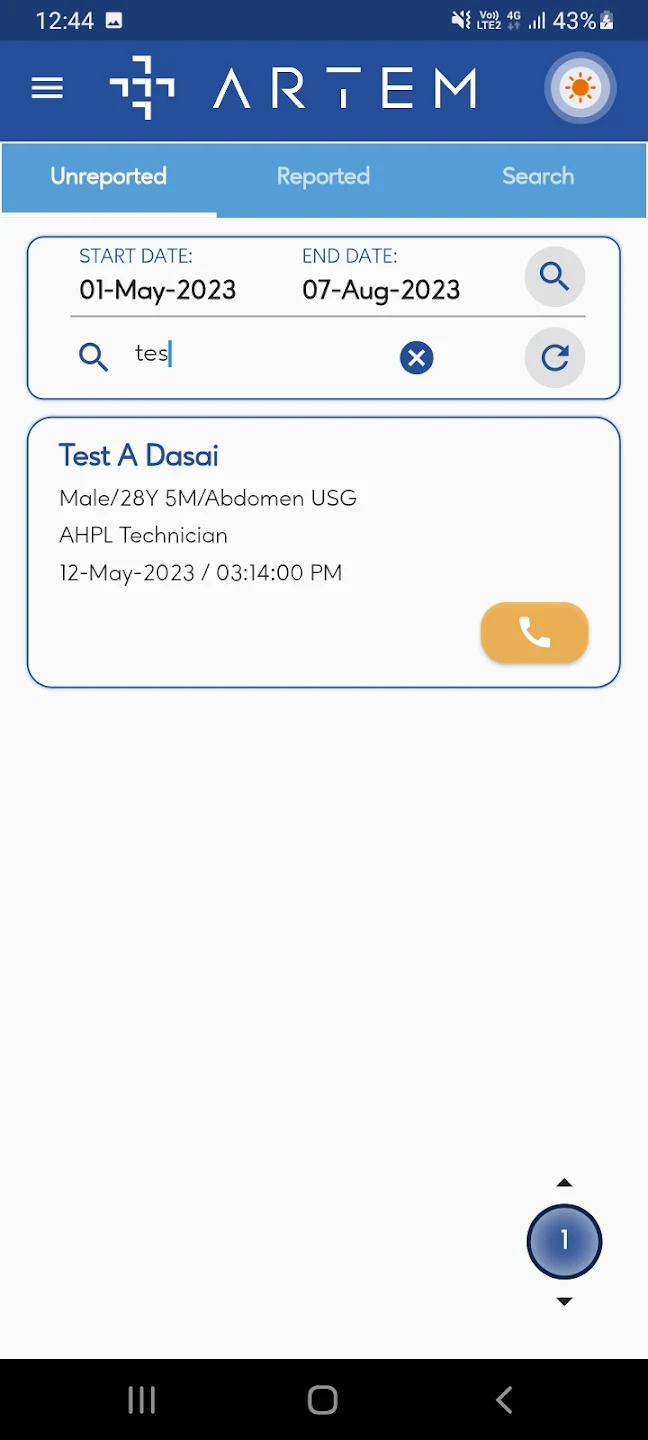 12:44 Vo)) LTE2 4G 43%
ARTEM
Unreported Reported Search
START DATE: END DATE:
01-May-2023 07-Aug-2023
tes
Test A Dasai
Male/28Y 5M/Abdomen USG
AHPL Technician
12-May-2023 / 03:14:00 PM
1